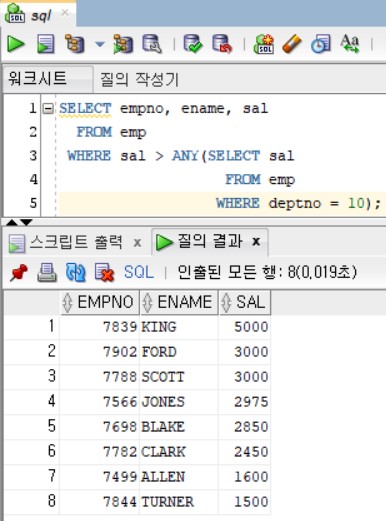 sql
워크시트 질의 작성기
1 SELECT empno, ename, sal
2 FROM emp
3 WHERE sal > ANY(SELECT sal
4 FROM emp
5 WHERE deptno = 10);
스크립트 출력 x 질의 결과 x
SQL | 인출된 모든 행: 8(0,019초)
EMPNO ENAME SAL
1 7839 KING 5000
2 7902 FORD 3000
3 7788 SCOTT 3000
4 7566 JONES 2975
5 7698 BLAKE 2850
6 7782 CLARK 2450
7 7499 ALLEN 1600
8 7844 TURNER 1500